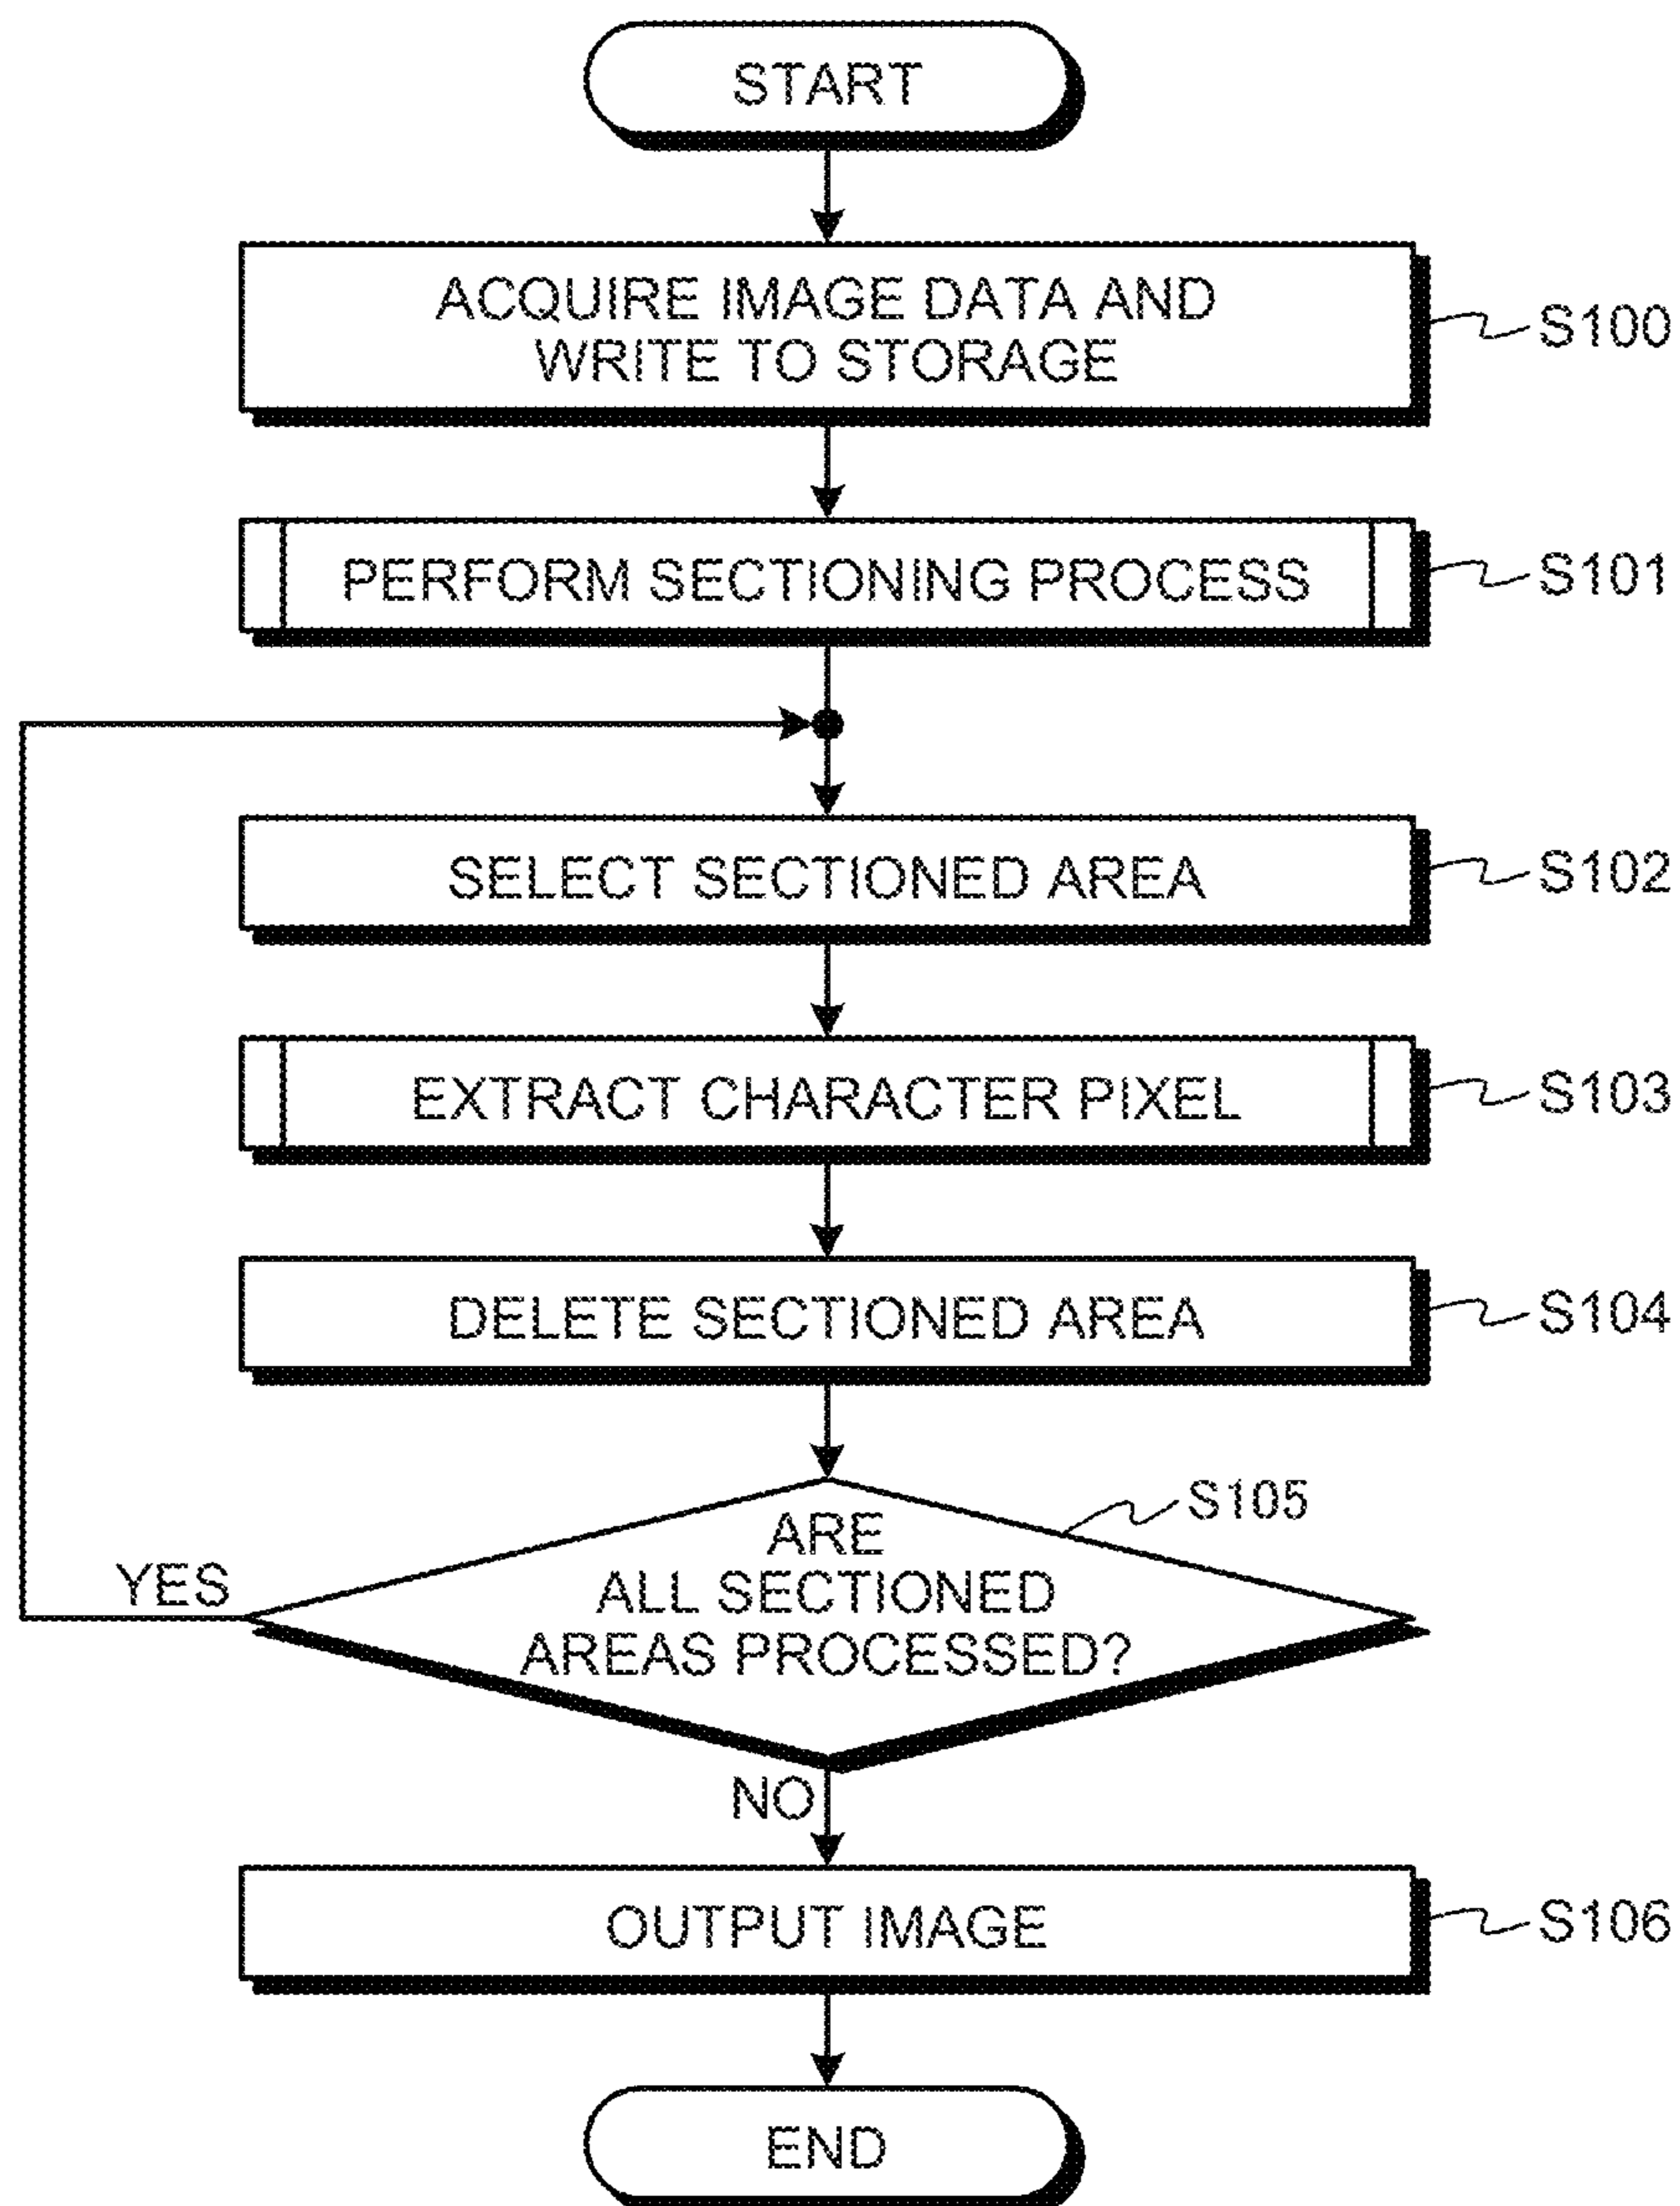 START
ACQUIRE IMAGE DATA AND
WRITE TO STORAGE
S100
PERFORM SECTIONING PROCESS
S101
SELECT SECTIONED AREA
S102
EXTRACT CHARACTER PIXEL
S103
DELETE SECTIONED AREA
S104
S105
ARE
ALL SECTIONED
AREAS PROCESSED?
YES
NO
OUTPUT IMAGE
S106
END